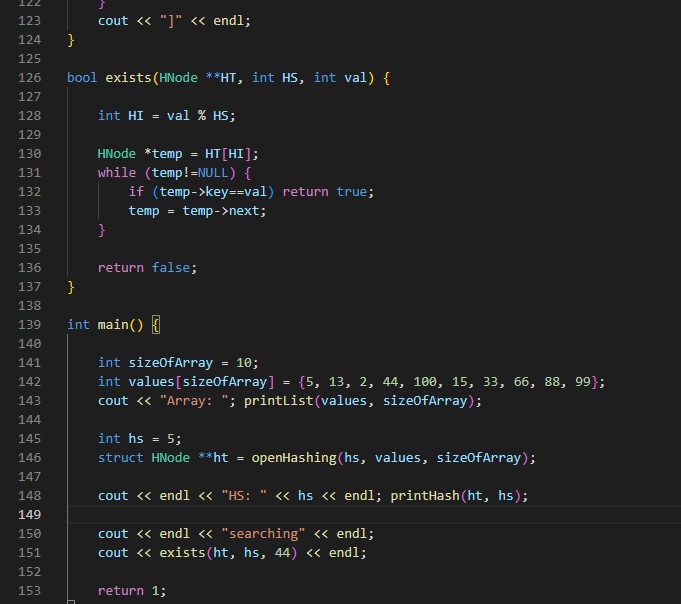 122 }
123 cout << "]" << endl;
124 }
125
126 bool exists(HNode **HT, int HS, int val) {
127
128 int HI = val % HS;
129
130 HNode *temp = HT[HI];
131 while (temp!=NULL) {
132 if (temp->key==val) return true;
133 temp = temp->next;
134 }
135
136 return false;
137 }
138
139 int main() {
140
141 int sizeOfArray = 10;
142 int values[sizeOfArray] = {5, 13, 2, 44, 100, 15, 33, 66, 88, 99};
143 cout << "Array: "; printList(values, sizeOfArray);
144
145 int hs = 5;
146 struct HNode **ht = openHashing(hs, values, sizeOfArray);
147
148 cout << endl << "HS: " << hs << endl; printHash(ht, hs);
149
150 cout << endl << "searching" << endl;
151 cout << exists(ht, hs, 44) << endl;
152
153 return 1;